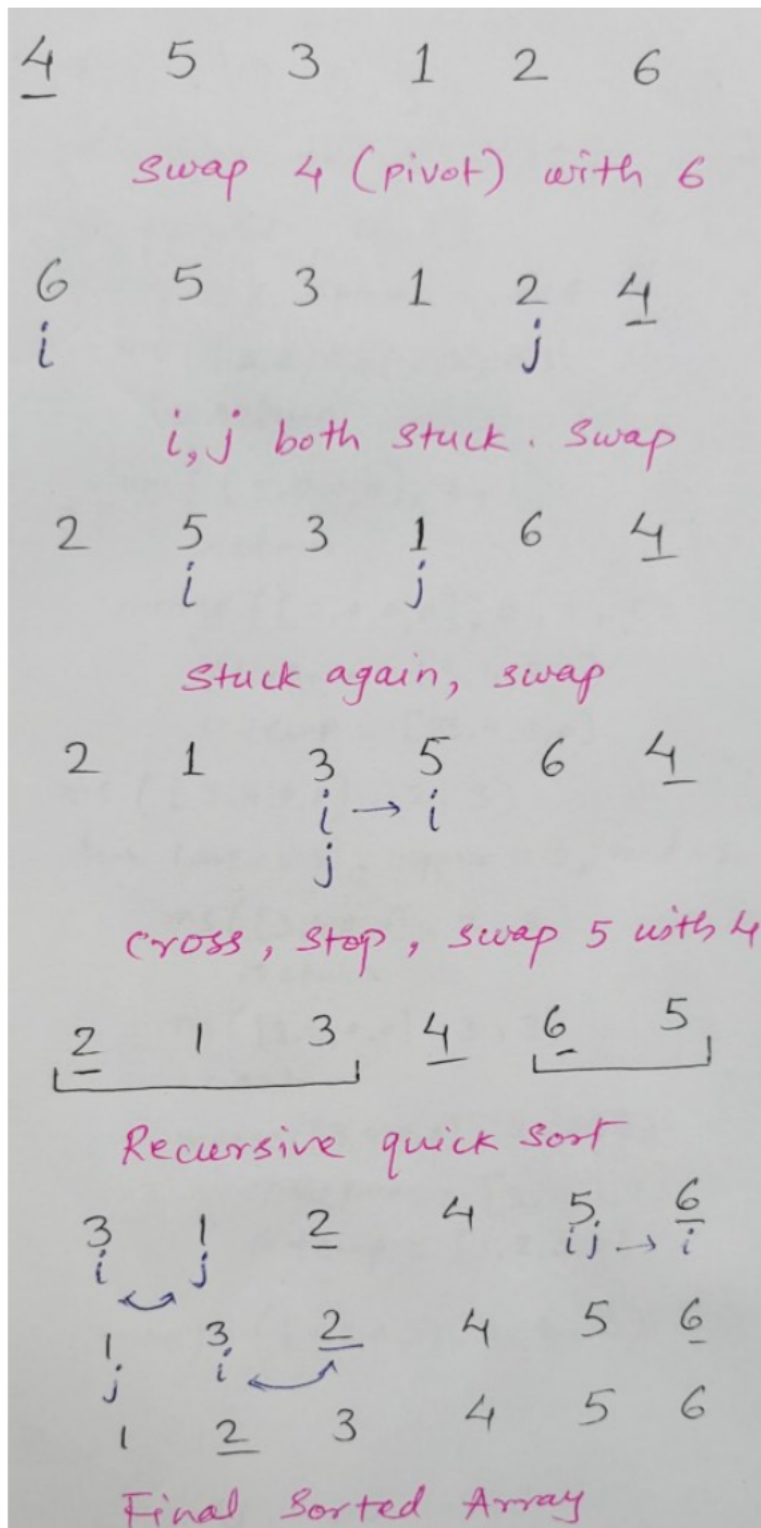 4 5 3 1 2 6
swap 4 (pivot) with 6
6 5 3 1 2 4
i j
i, j both stuck. Swap
2 5 3 1 6 4
i j
Stuck again, swap
2 1 3 5 6 4
i → i
j
cross, stop, swap 5 with 4
2 1 3 4 6 5
Recursive quick sort
3 1 2 4 5 6
i j i j → i
1 3 2 4 5 6
j i
1 2 3 4 5 6
Final Sorted Array